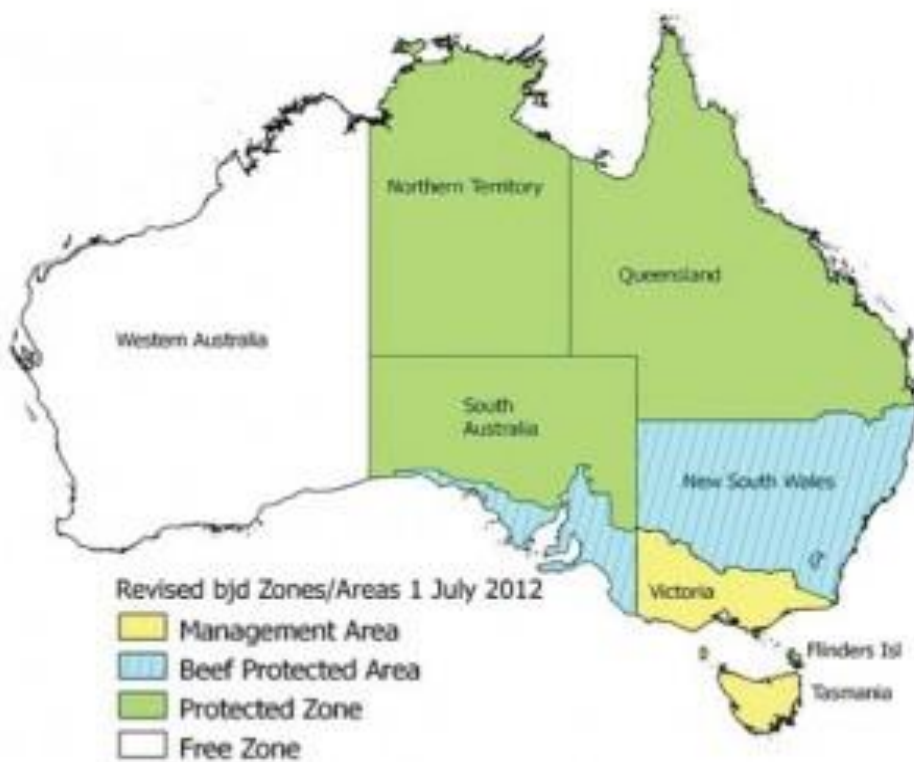 Northern Territory
Queensland
Western Australia
South
Australia
New South Wales
Victoria
Flinders Isl
Tasmania
Revised bjd Zones/Areas 1 July 2012
Management Area
Beef Protected Area
Protected Zone
Free Zone